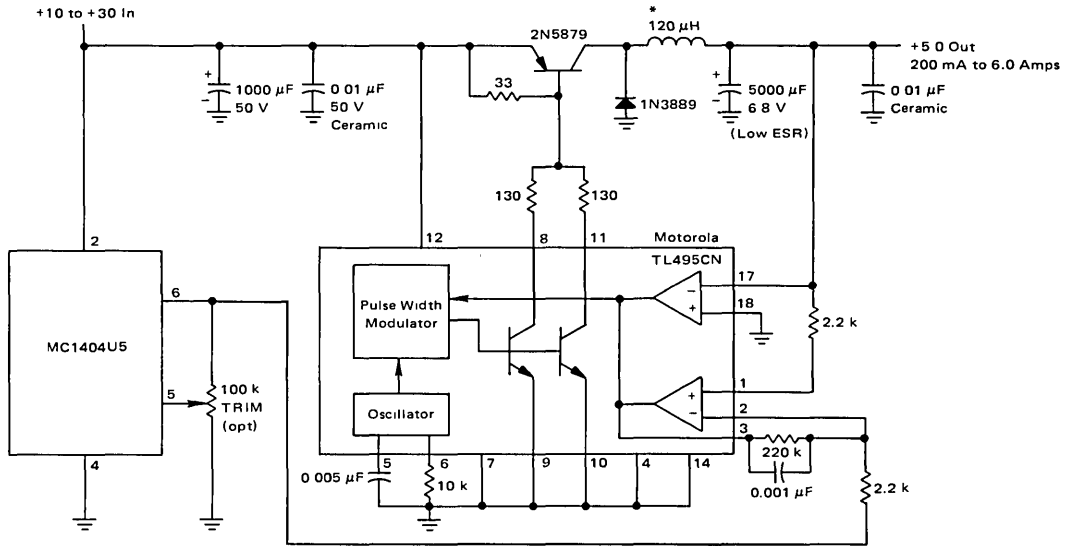 +10 to +30 In
2N5879
*
120 μH
+5 0 Out
200 mA to 6.0 Amps
+
1000 μF
50 V
–
0 01 μF
50 V
Ceramic
33
1N3889
+
5000 μF
6 8 V
–
(Low ESR)
0 01 μF
Ceramic
130
130
2
12
8
11
Motorola
TL495CN
17
18
–
+
2.2 k
Pulse Width
Modulator
6
MC1404U5
5
100 k
TRIM
(opt)
4
Oscillator
+
–
1
2
3
220 k
0.001 μF
2.2 k
5
6
7
9
10
4
14
0 005 μF
10 k